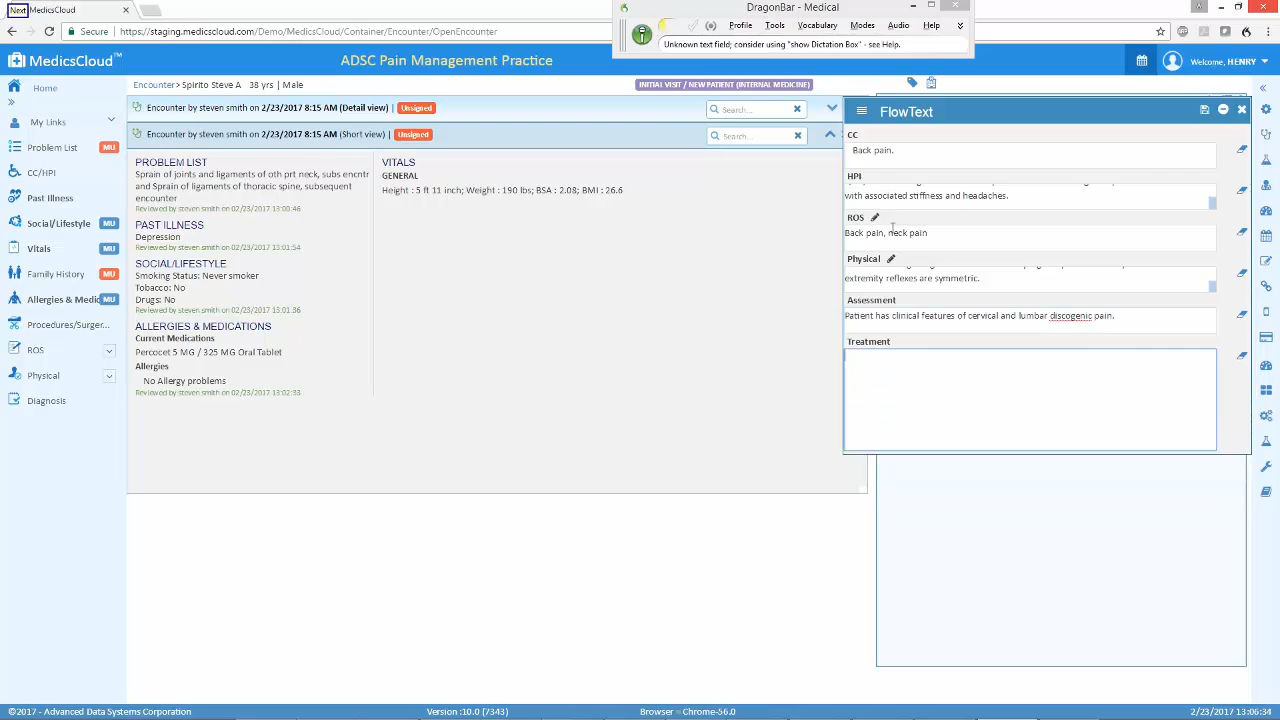 Next
MedicsCloud
DragonBar - Medical
Secure
https://staging.medicscloud.com/Demo/MedicsCloud/Container/Encounter/OpenEncounter
Profile Tools Vocabulary Modes Audio Help
Unknown text field; consider using "show Dictation Box" - see Help.
MedicsCloud™
ADSC Pain Management Practice
Welcome, HENRY
Home
My Links
Problem List MU
CC/HPI
Past Illness
Social/Lifestyle MU
Vitals MU
Family History MU
Allergies & Medic MU
Procedures/Surger...
ROS
Physical
Diagnosis
Encounter> Spirito Steve A 38 yrs | Male
INITIAL VISIT / NEW PATIENT (INTERNAL MEDICINE)
Encounter by steven smith on 2/23/2017 8:15 AM (Detail view) | Unsigned
Search...
Encounter by steven smith on 2/23/2017 8:15 AM (Short view) | Unsigned
Search...
PROBLEM LIST
Sprain of joints and ligaments of oth prt neck, subs encntr
and Sprain of ligaments of thoracic spine, subsequent
encounter
Reviewed by steven smith on 02/23/2017 13:00:46
PAST ILLNESS
Depression
Reviewed by steven smith on 02/23/2017 13:01:54
SOCIAL/LIFESTYLE
Smoking Status: Never smoker
Tobacco: No
Drugs: No
Reviewed by steven smith on 02/23/2017 13:01:36
ALLERGIES & MEDICATIONS
Current Medications
Percocet 5 MG / 325 MG Oral Tablet
Allergies
No Allergy problems
Reviewed by steven smith on 02/23/2017 13:02:33
VITALS
GENERAL
Height : 5 ft 11 inch; Weight : 190 lbs; BSA : 2.08; BMI : 26.6
FlowText
CC
Back pain.
HPI
with associated stiffness and headaches.
ROS
Back pain, neck pain
Physical
extremity reflexes are symmetric.
Assessment
Patient has clinical features of cervical and lumbar discogenic pain.
Treatment
©2017 - Advanced Data Systems Corporation
Version :10.0 (7343)
Browser = Chrome-56.0
2/23/2017 13:06:34